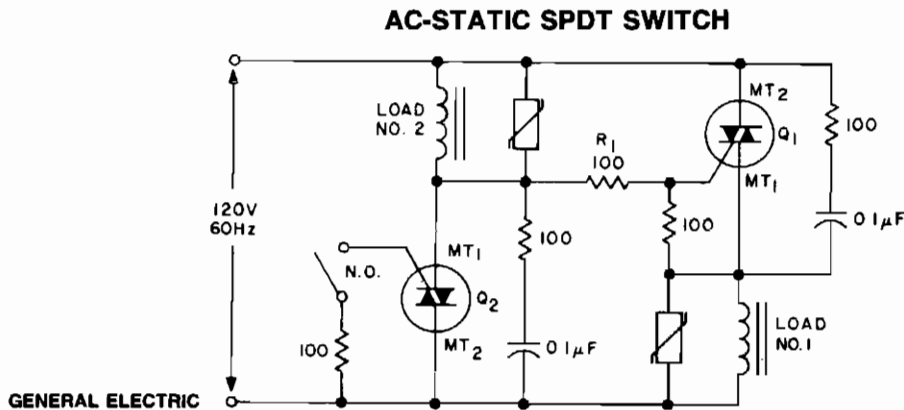 AC-STATIC SPDT SWITCH
LOAD
NO. 2
MT2
Q1
MT1
100
R1
100
100
0 1µF
120V
60Hz
100
N.O.
MT1
Q2
MT2
0 1µF
100
LOAD
NO. 1
GENERAL ELECTRIC